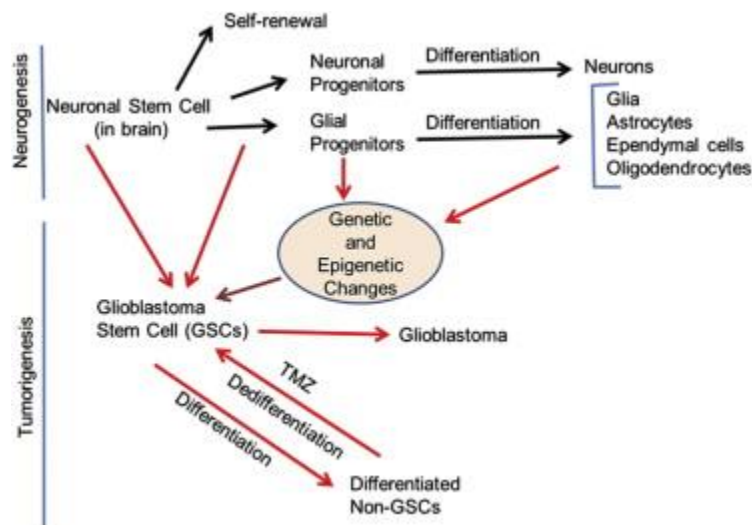 Self-renewal
Neurogenesis
Neuronal Stem Cell
(in brain)
Neuronal
Progenitors
Differentiation
Neurons
Glial
Progenitors
Differentiation
Glia
Astrocytes
Ependymal cells
Oligodendrocytes
Genetic
and
Epigenetic
Changes
Tumorigenesis
Glioblastoma
Stem Cell (GSCs)
Glioblastoma
TMZ
Dedifferentiation
Differentiation
Differentiated
Non-GSCs